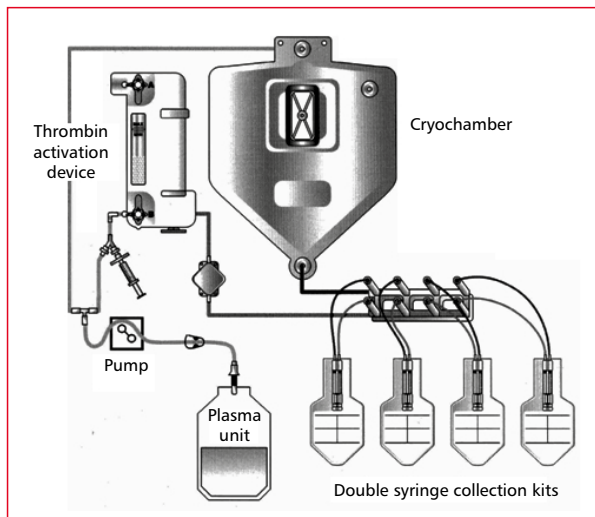 Thrombin
activation
device
Cryochamber
A
B
Pump
Plasma
unit
Double syringe collection kits